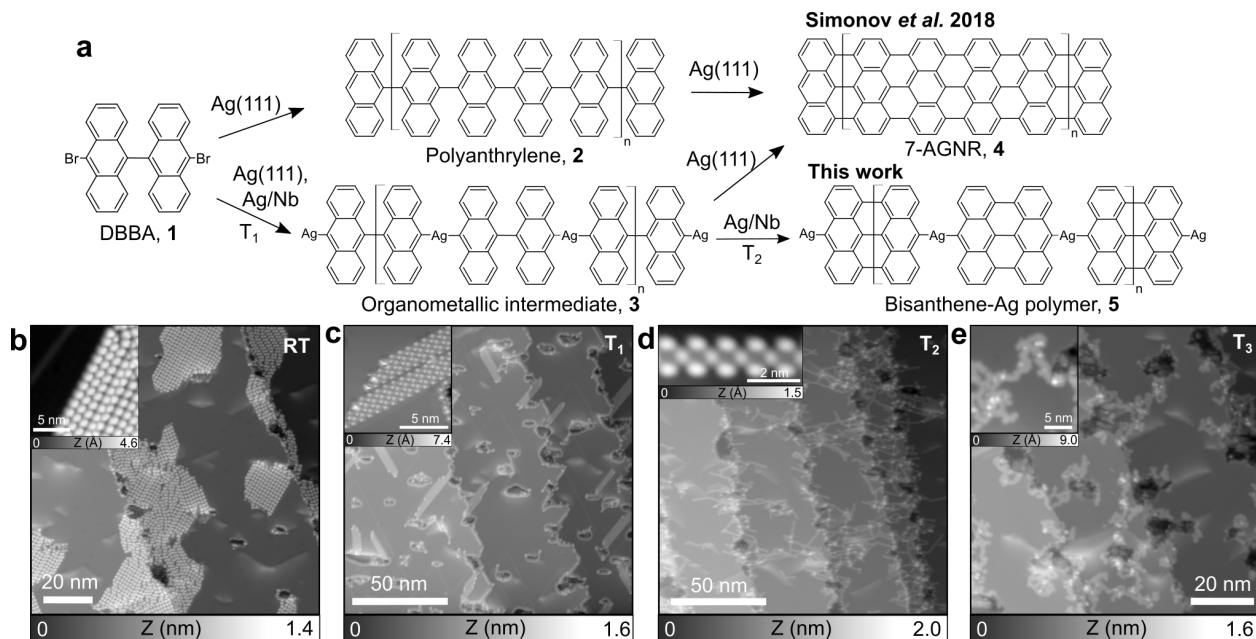 a
Simonov et al. 2018
Br
Br
DBBA, 1
Ag(111)
n
Polyanthrylene, 2
Ag(111)
n
7-AGNR, 4
Ag(111),
Ag/Nb
T1
Ag
Ag
Ag
Ag
n
Organometallic intermediate, 3
Ag(111)
Ag/Nb
T2
This work
Ag
Ag
Ag
Ag
n
Bisanthene-Ag polymer, 5
b
RT
5 nm
0 Z (Å) 4.6
20 nm
0 Z (nm) 1.4
c
T1
5 nm
0 Z (Å) 7.4
50 nm
0 Z (nm) 1.6
d
T2
2 nm
0 Z (Å) 1.5
50 nm
0 Z (nm) 2.0
e
T3
5 nm
0 Z (Å) 9.0
20 nm
0 Z (nm) 1.6